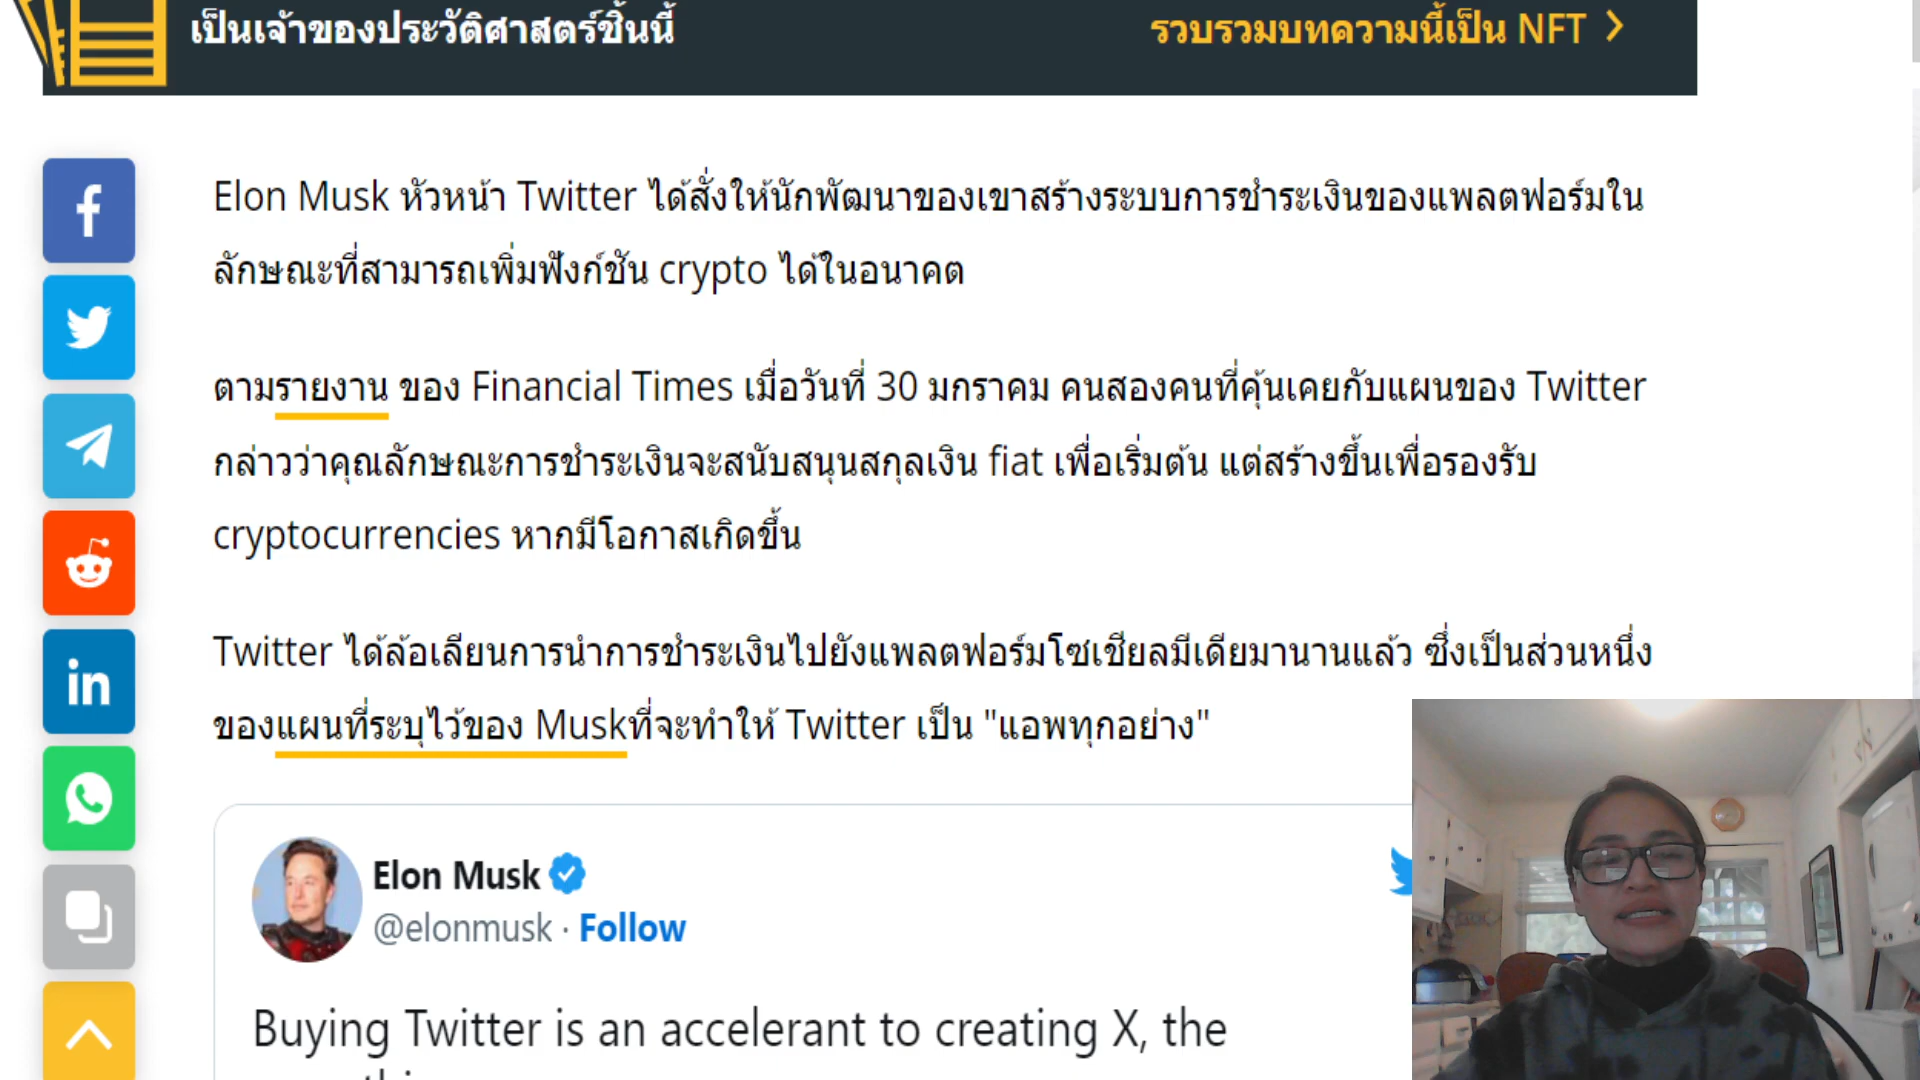 เป็นเจ้าของประวัติศาสตร์ชิ้นนี้
รวบรวมบทความนี้เป็น NFT
Elon Musk หัวหน้า Twitter ได้สั่งให้นักพัฒนาของเขาสร้างระบบการชำระเงินของแพลตฟอร์มใน
ลักษณะที่สามารถเพิ่มฟังก์ชัน crypto ได้ในอนาคต
ตามรายงาน ของ Financial Times เมื่อวันที่ 30 มกราคม คนสองคนที่คุ้นเคยกับแผนของ Twitter
กล่าวว่าคุณลักษณะการชำระเงินจะสนับสนุนสกุลเงิน fiat เพื่อเริ่มต้น แต่สร้างขึ้นเพื่อรองรับ
cryptocurrencies หากมีโอกาสเกิดขึ้น
Twitter ได้ล้อเลียนการนำการชำระเงินไปยังแพลตฟอร์มโซเชียลมีเดียมานานแล้ว ซึ่งเป็นส่วนหนึ่ง
ของแผนที่ระบุไว้ของ Muskที่จะทำให้ Twitter เป็น "แอพทุกอย่าง"
Elon Musk
@elonmusk · Follow
Buying Twitter is an accelerant to creating X, the